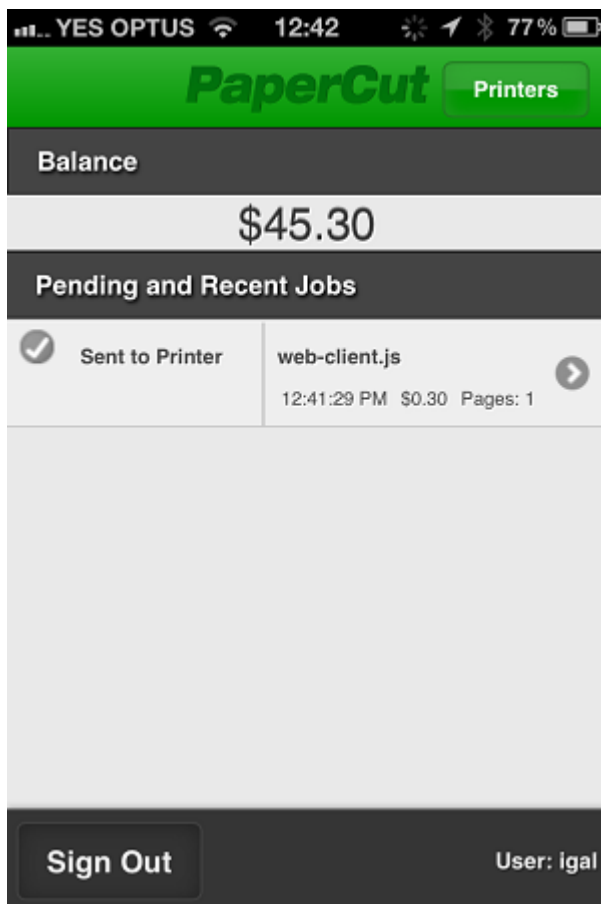 YES OPTUS 12:42 77%
PaperCut Printers
Balance
$45.30
Pending and Recent Jobs
Sent to Printer web-client.js
12:41:29 PM $0.30 Pages: 1
Sign Out User: igal